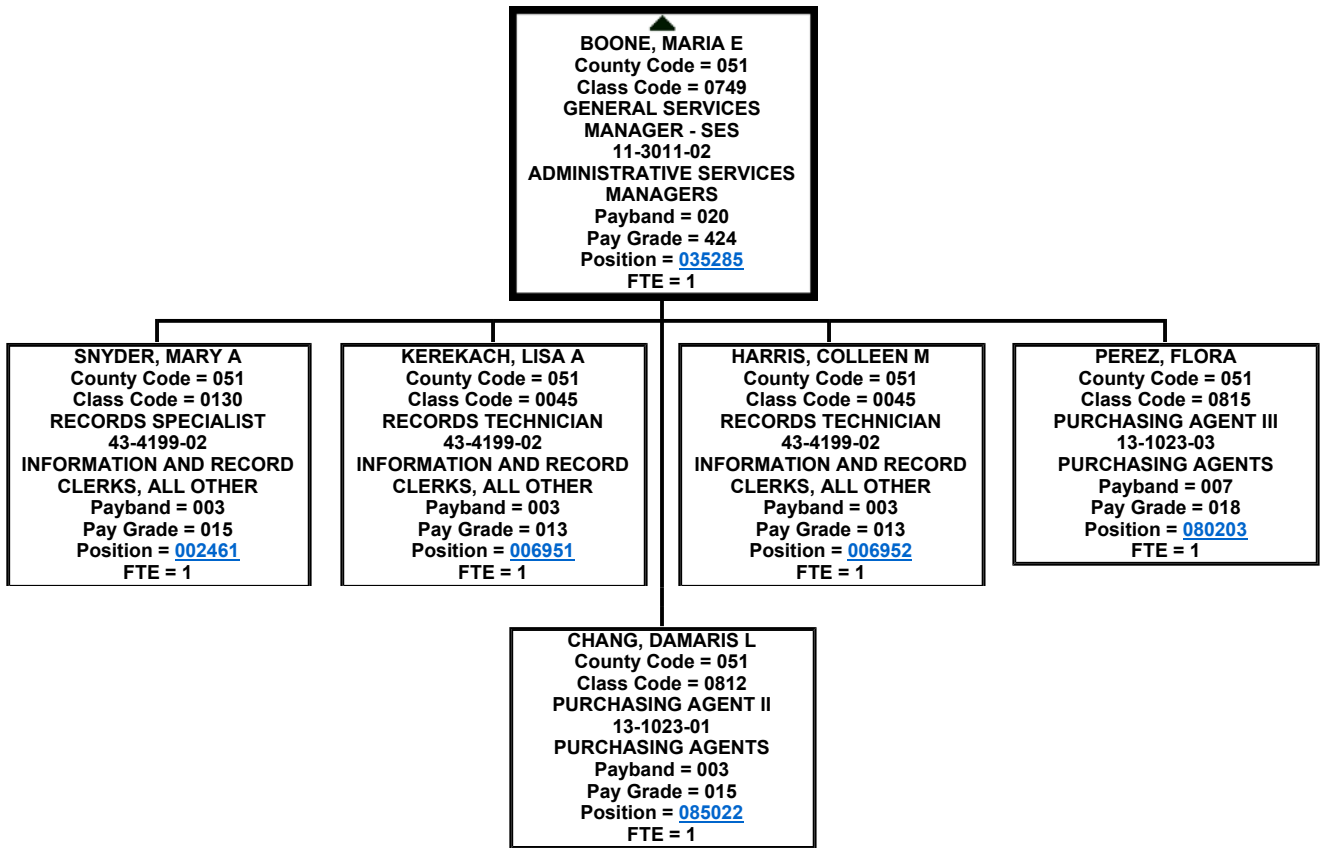 BOONE, MARIA E
County Code = 051
Class Code = 0749
GENERAL SERVICES
MANAGER - SES
11-3011-02
ADMINISTRATIVE SERVICES
MANAGERS
Payband = 020
Pay Grade = 424
Position = 035285
FTE = 1
SNYDER, MARY A
County Code = 051
Class Code = 0130
RECORDS SPECIALIST
43-4199-02
INFORMATION AND RECORD
CLERKS, ALL OTHER
Payband = 003
Pay Grade = 015
Position = 002461
FTE = 1
KEREKACH, LISA A
County Code = 051
Class Code = 0045
RECORDS TECHNICIAN
43-4199-02
INFORMATION AND RECORD
CLERKS, ALL OTHER
Payband = 003
Pay Grade = 013
Position = 006951
FTE = 1
HARRIS, COLLEEN M
County Code = 051
Class Code = 0045
RECORDS TECHNICIAN
43-4199-02
INFORMATION AND RECORD
CLERKS, ALL OTHER
Payband = 003
Pay Grade = 013
Position = 006952
FTE = 1
PEREZ, FLORA
County Code = 051
Class Code = 0815
PURCHASING AGENT III
13-1023-03
PURCHASING AGENTS
Payband = 007
Pay Grade = 018
Position = 080203
FTE = 1
CHANG, DAMARIS L
County Code = 051
Class Code = 0812
PURCHASING AGENT II
13-1023-01
PURCHASING AGENTS
Payband = 003
Pay Grade = 015
Position = 085022
FTE = 1